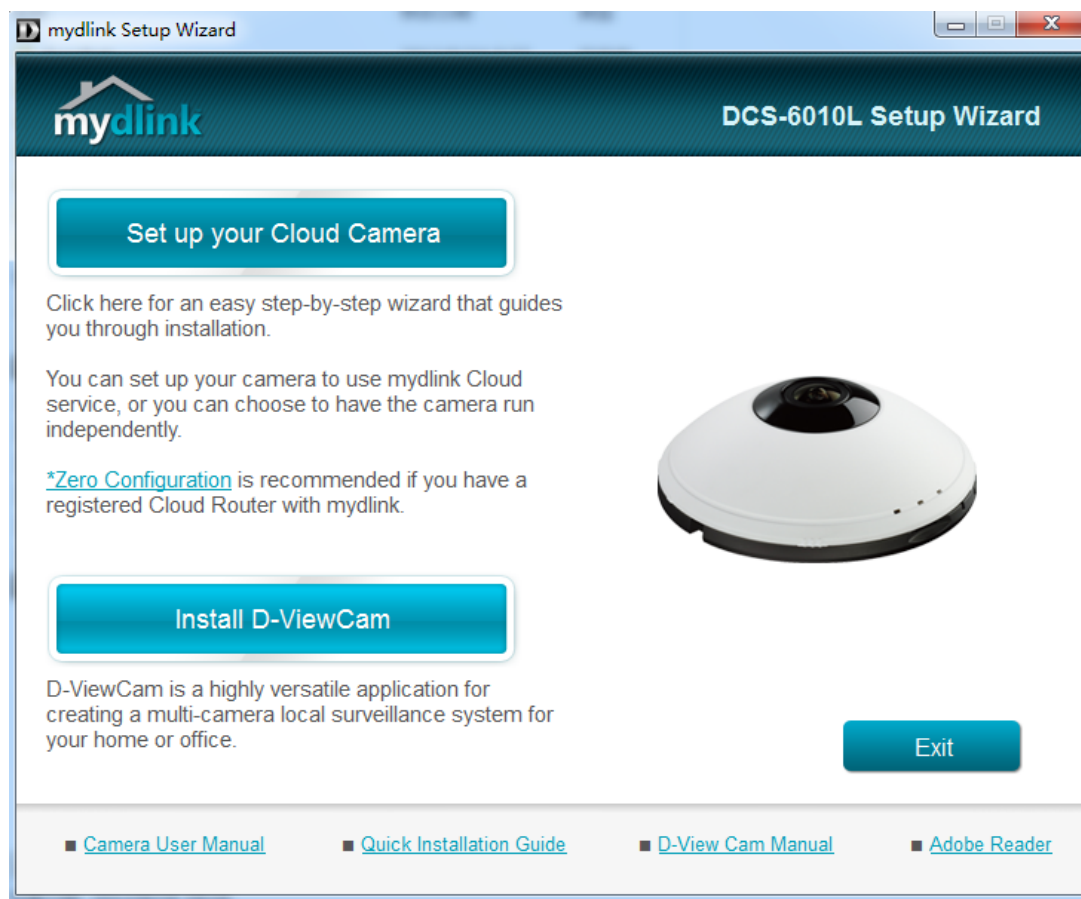 mydlink Setup Wizard
mydlink
DCS-6010L Setup Wizard
Set up your Cloud Camera
Click here for an easy step-by-step wizard that guides
you through installation.
You can set up your camera to use mydlink Cloud
service, or you can choose to have the camera run
independently.
*Zero Configuration is recommended if you have a
registered Cloud Router with mydlink.
Install D-ViewCam
D-ViewCam is a highly versatile application for
creating a multi-camera local surveillance system for
your home or office.
Exit
Camera User Manual
Quick Installation Guide
D-View Cam Manual
Adobe Reader